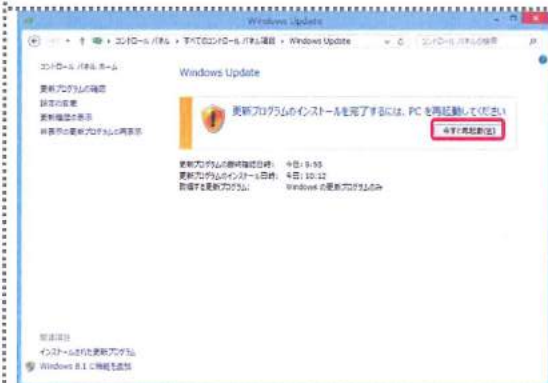 Windows Update
コントロール パネル › すべてのコントロール パネル項目 › Windows Update
コントロール パネルの検索
コントロール パネル ホーム
更新プログラムの確認
設定の変更
更新履歴の表示
非表示の更新プログラムの再表示
Windows Update
更新プログラムのインストールを完了するには、PC を再起動してください
今すぐ再起動(R)
更新プログラムの最終確認日時: 今日: 9:53
更新プログラムのインストール日時: 今日: 10:12
取得する更新プログラム: Windows の更新プログラムのみ
関連項目
インストールされた更新プログラム
Windows 8.1 に機能を追加